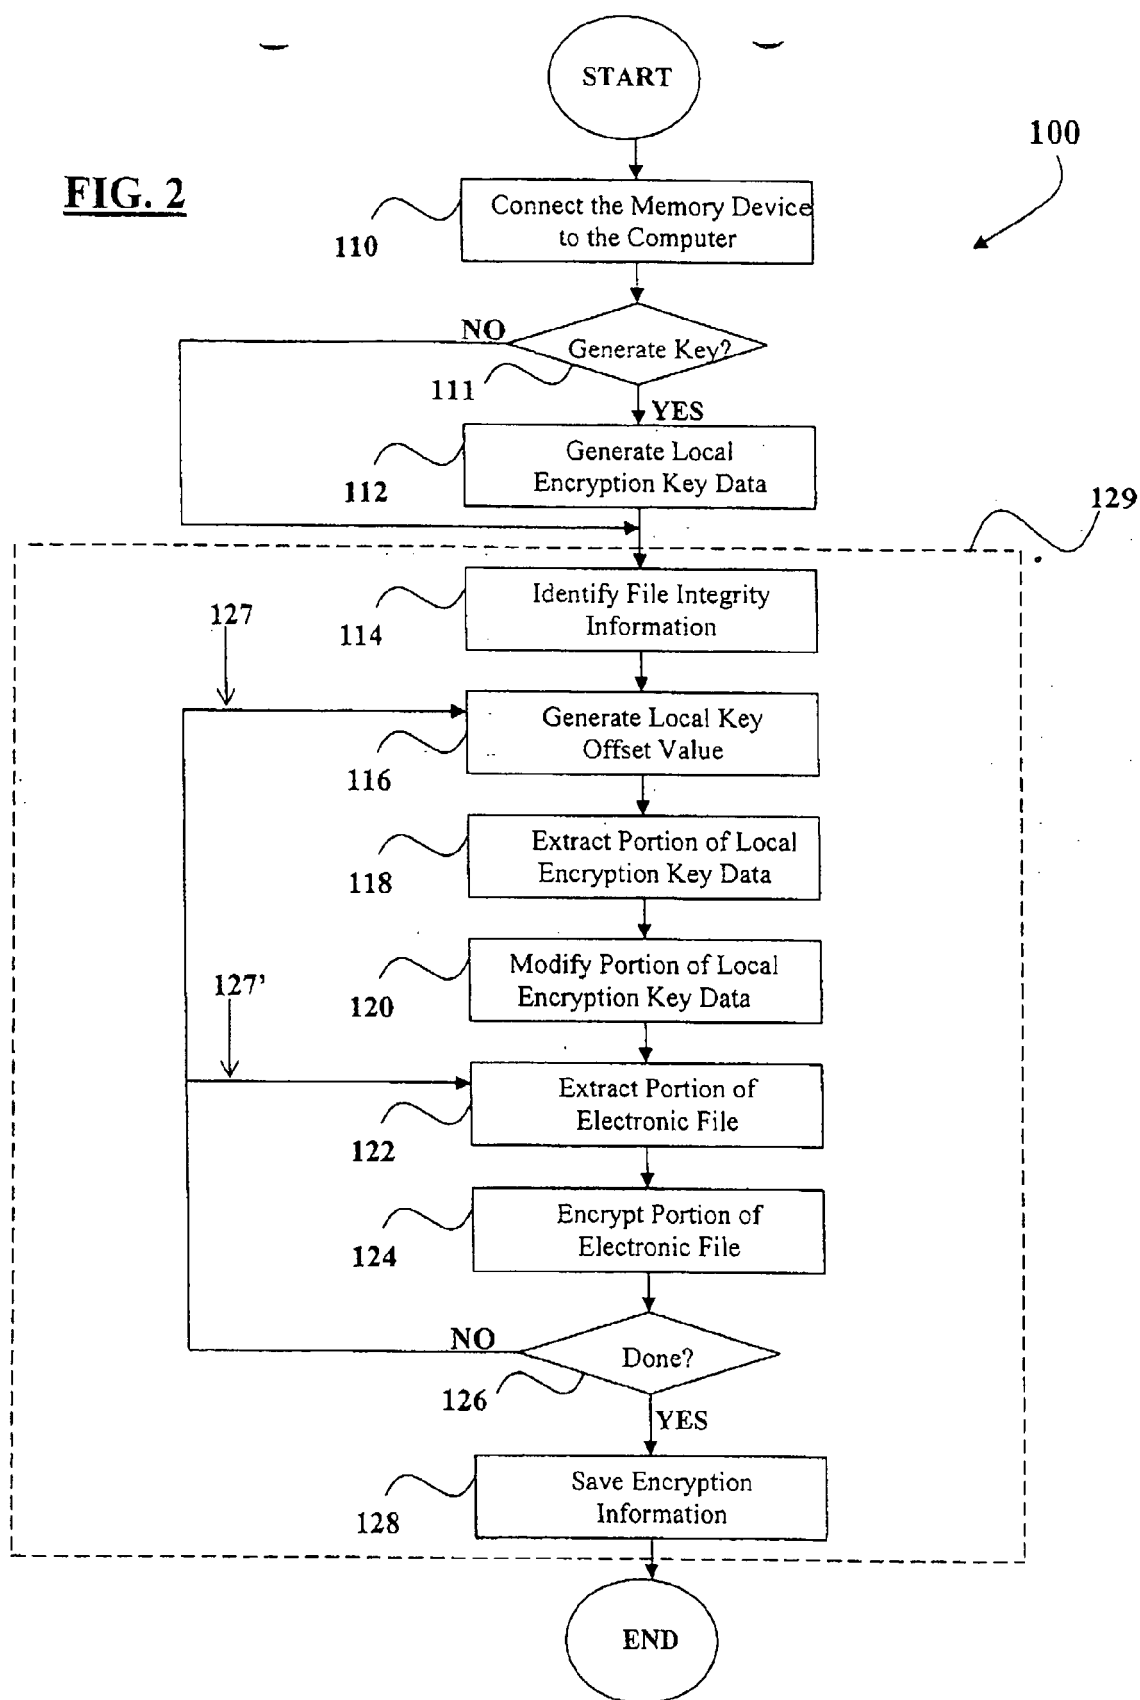 START
100
FIG. 2
Connect the Memory Device
to the Computer
110
NO
Generate Key?
111
YES
Generate Local
Encryption Key Data
112
129
Identify File Integrity
Information
114
127
Generate Local Key
Offset Value
116
Extract Portion of Local
Encryption Key Data
118
Modify Portion of Local
Encryption Key Data
120
127’
Extract Portion of
Electronic File
122
Encrypt Portion of
Electronic File
124
NO
Done?
126
YES
Save Encryption
Information
128
END